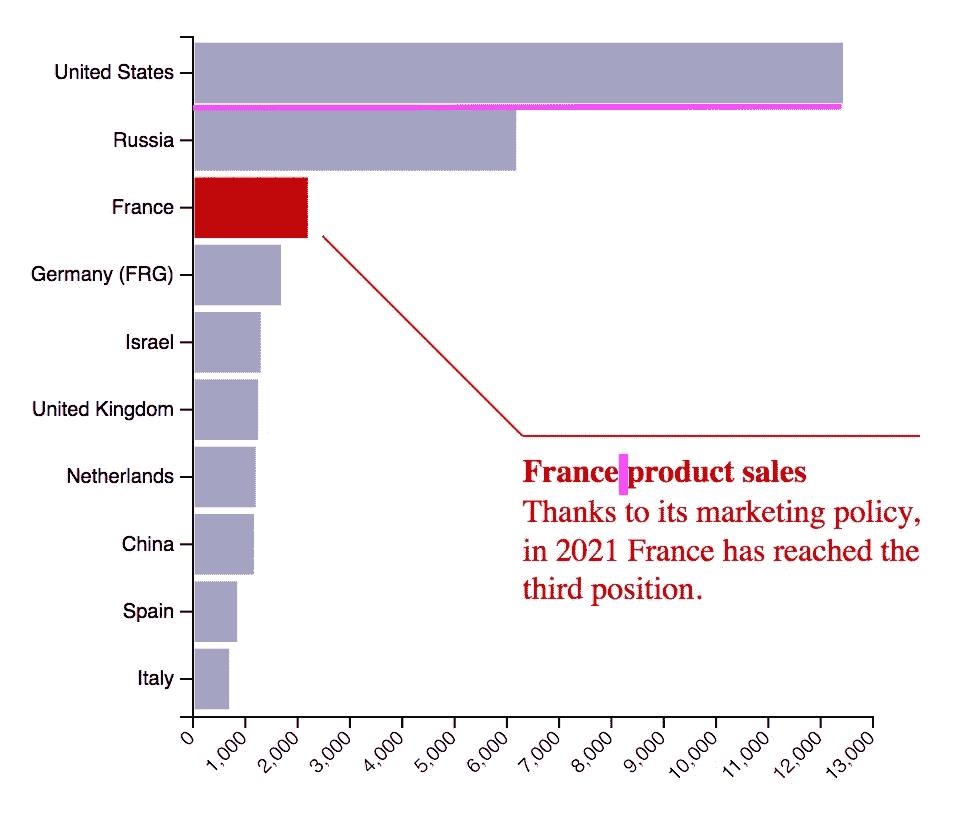 United States
Russia
France
Germany (FRG)
Israel
United Kingdom
Netherlands
China
Spain
Italy
France product sales
Thanks to its marketing policy,
in 2021 France has reached the
third position.
0
1,000
2,000
3,000
4,000
5,000
6,000
7,000
8,000
9,000
10,000
11,000
12,000
13,000